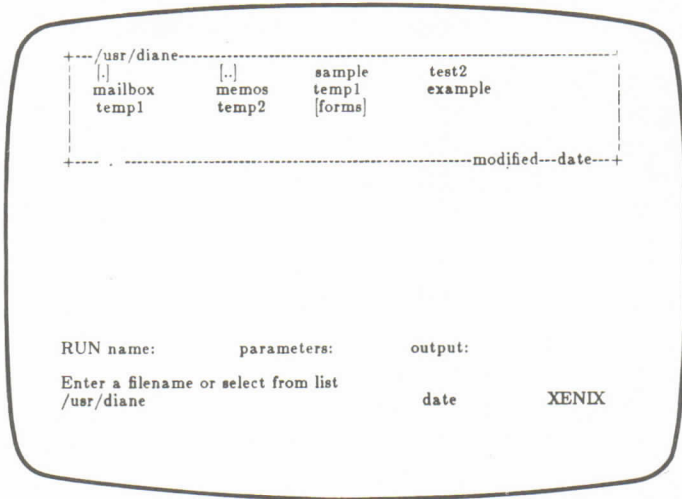 +---/usr/diane---------------------------------------------------------
[.] [..] sample test2
mailbox memos temp1 example
temp1 temp2 [forms]
+---- . ------------------------------------------------modified---date---+
RUN name: parameters: output:
Enter a filename or select from list
/usr/diane date XENIX